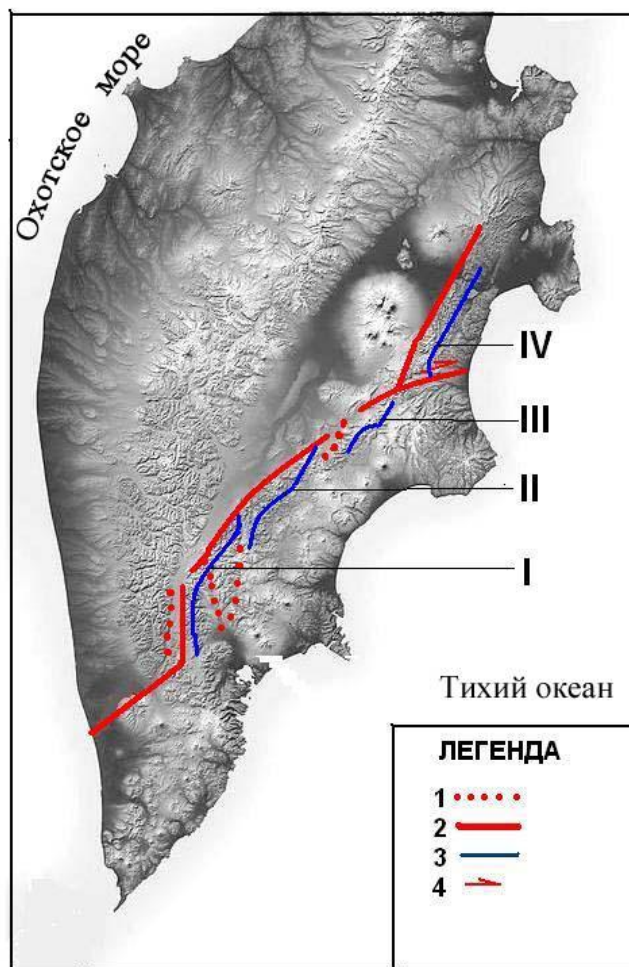 Охотское море
IV
III
II
I
Тихий океан
ЛЕГЕНДА
1
2
3
4